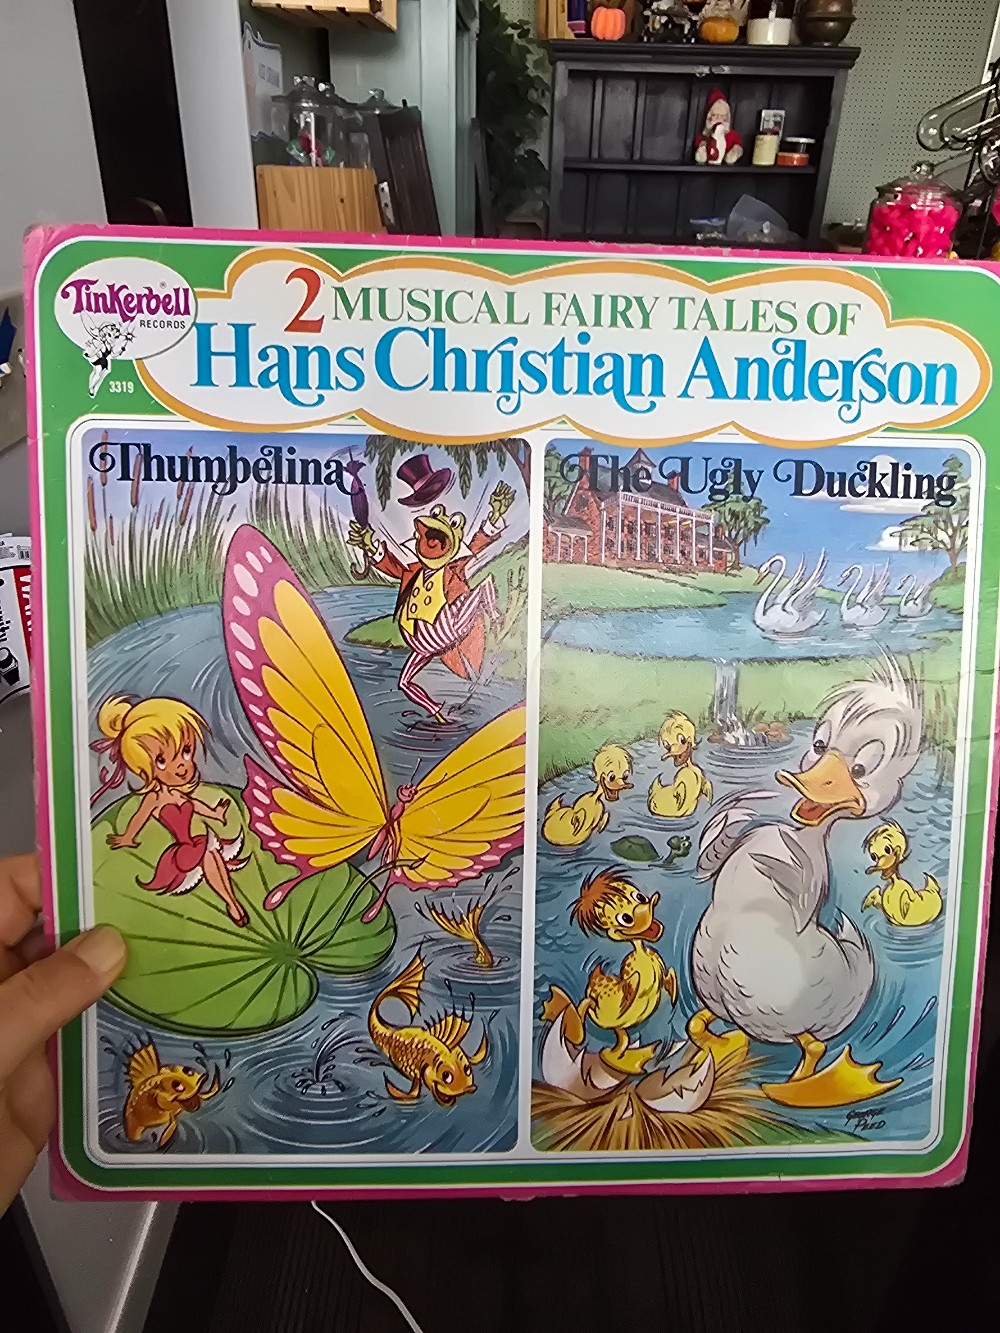 Tinkerbell
RECORDS
3319
2 MUSICAL FAIRY TALES OF
Hans Christian Anderson
Thumbelina
The Ugly Duckling
GEORGE
PEED